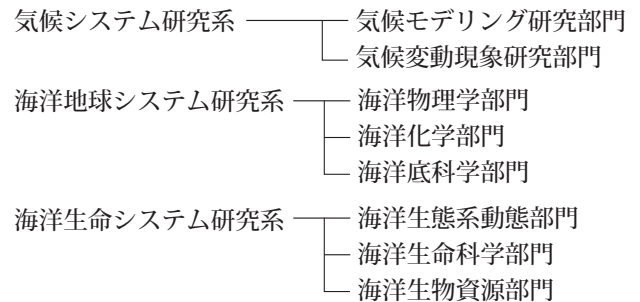 気候システム研究系 気候モデリング研究部門
気候変動現象研究部門
海洋地球システム研究系 海洋物理学部門
海洋化学部門
海洋底科学部門
海洋生命システム研究系 海洋生態系動態部門
海洋生命科学部門
海洋生物資源部門